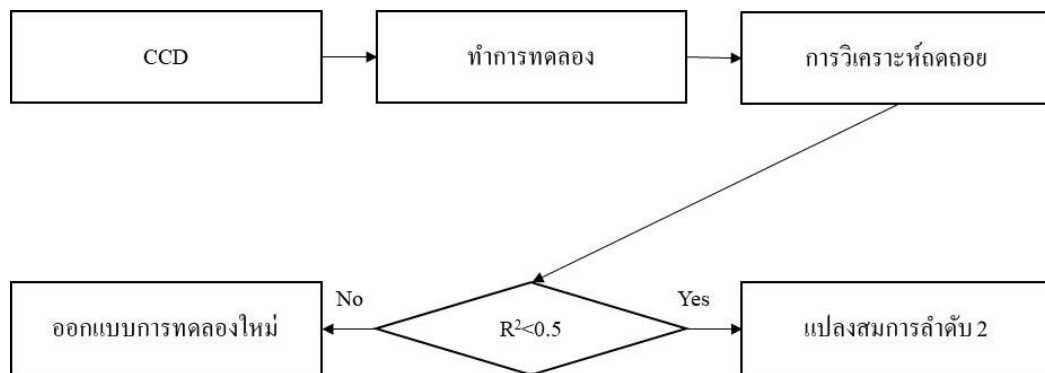 CCD
ทำการทดลอง
การวิเคราะห์ถดถอย
No
Yes
ออกแบบการทดลองใหม่
R²<0.5
แปลงสมการลำดับ 2